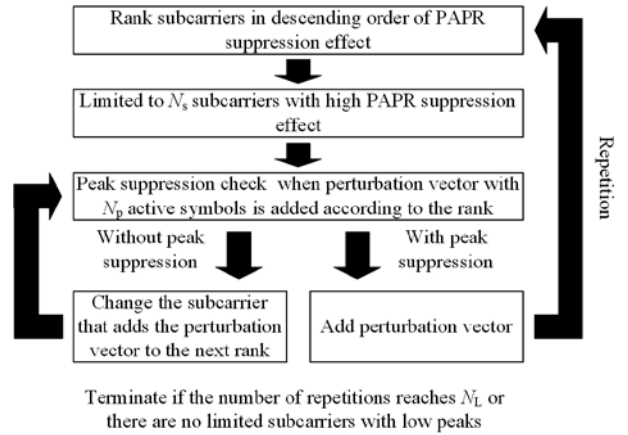 Rank subcarriers in descending order of PAPR
suppression effect
Limited to Ns subcarriers with high PAPR suppression
effect
Peak suppression check when perturbation vector with
Np active symbols is added according to the rank
Without peak
suppression
With peak
suppression
Change the subcarrier
that adds the perturbation
vector to the next rank
Add perturbation vector
Repetition
Terminate if the number of repetitions reaches NL or
there are no limited subcarriers with low peaks